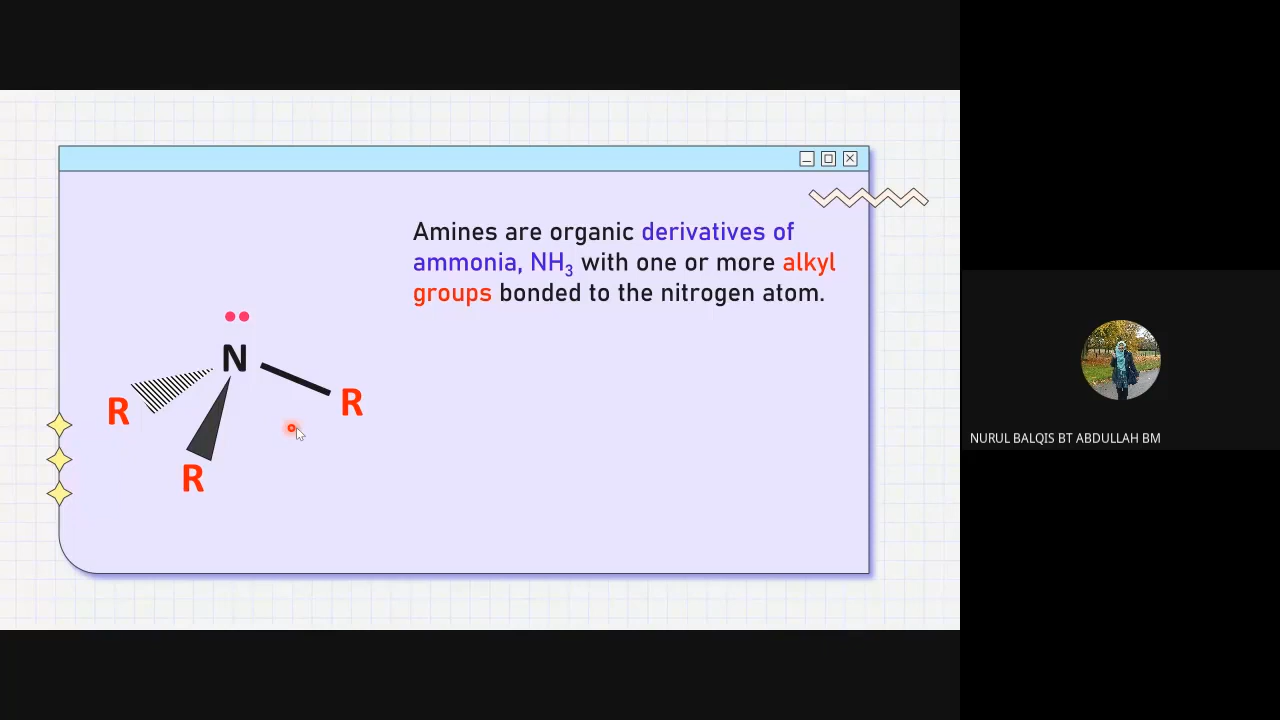 Amines are organic derivatives of
ammonia, NH₃ with one or more alkyl
groups bonded to the nitrogen atom.
N
R
R
R
NURUL BALQIS BT ABDULLAH BM